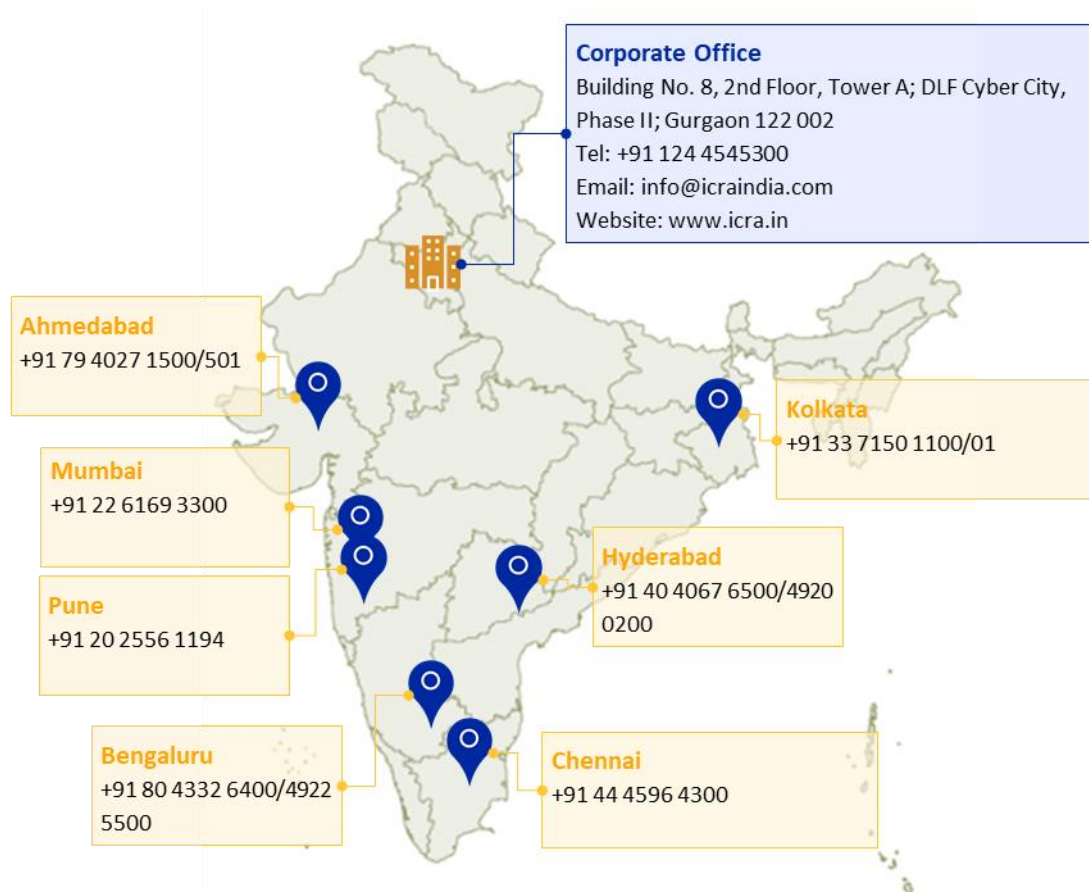 Corporate Office
Building No. 8, 2nd Floor, Tower A; DLF Cyber City,
Phase II; Gurgaon 122 002
Tel: +91 124 4545300
Email: info@icraindia.com
Website: www.icra.in
Ahmedabad
+91 79 4027 1500/501
Kolkata
+91 33 7150 1100/01
Mumbai
+91 22 6169 3300
Hyderabad
+91 40 4067 6500/4920
0200
Pune
+91 20 2556 1194
Bengaluru
+91 80 4332 6400/4922
5500
Chennai
+91 44 4596 4300